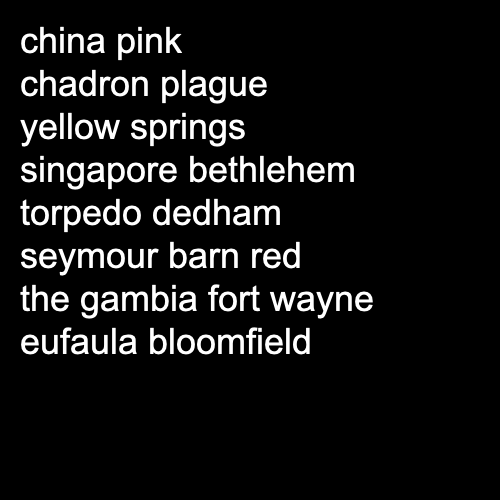 china pink
chadron plague
yellow springs
singapore bethlehem
torpedo dedham
seymour barn red
the gambia fort wayne
eufaula bloomfield